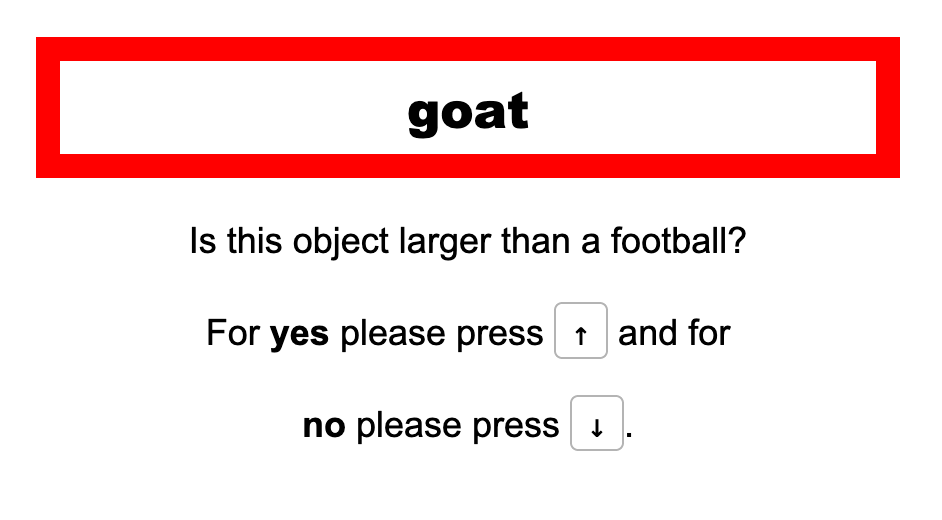 goat
Is this object larger than a football?
For yes please press ↑ and for
no please press ↓.